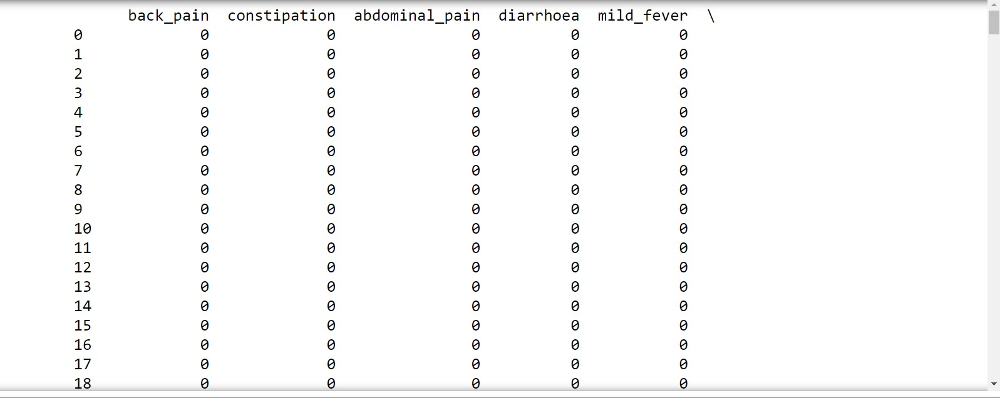 back_pain constipation abdominal_pain diarrhoea mild_fever \
0 0 0 0 0 0
1 0 0 0 0 0
2 0 0 0 0 0
3 0 0 0 0 0
4 0 0 0 0 0
5 0 0 0 0 0
6 0 0 0 0 0
7 0 0 0 0 0
8 0 0 0 0 0
9 0 0 0 0 0
10 0 0 0 0 0
11 0 0 0 0 0
12 0 0 0 0 0
13 0 0 0 0 0
14 0 0 0 0 0
15 0 0 0 0 0
16 0 0 0 0 0
17 0 0 0 0 0
18 0 0 0 0 0